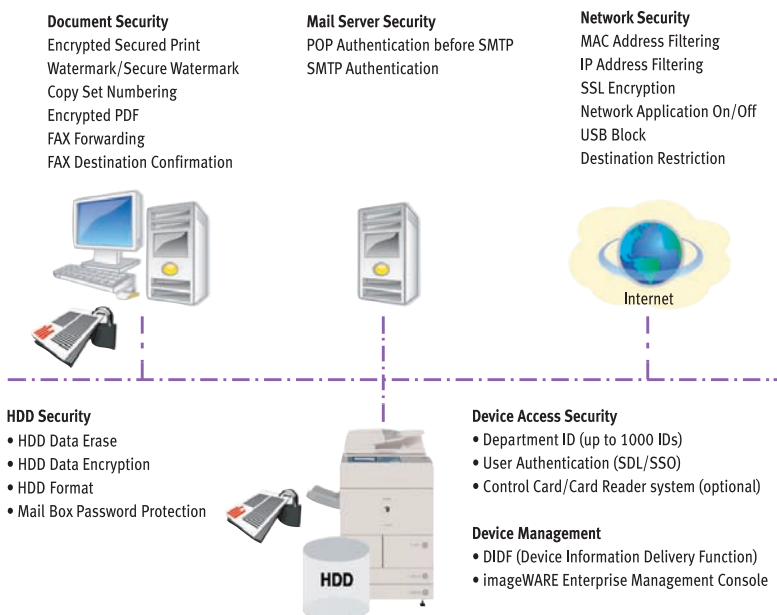 Document Security
Encrypted Secured Print
Watermark/Secure Watermark
Copy Set Numbering
Encrypted PDF
FAX Forwarding
FAX Destination Confirmation
Mail Server Security
POP Authentication before SMTP
SMTP Authentication
Network Security
MAC Address Filtering
IP Address Filtering
SSL Encryption
Network Application On/Off
USB Block
Destination Restriction
Internet
HDD Security
• HDD Data Erase
• HDD Data Encryption
• HDD Format
• Mail Box Password Protection
HDD
Device Access Security
• Department ID (up to 1000 IDs)
• User Authentication (SDL/SSO)
• Control Card/Card Reader system (optional)
Device Management
• DIDF (Device Information Delivery Function)
• imageWARE Enterprise Management Console